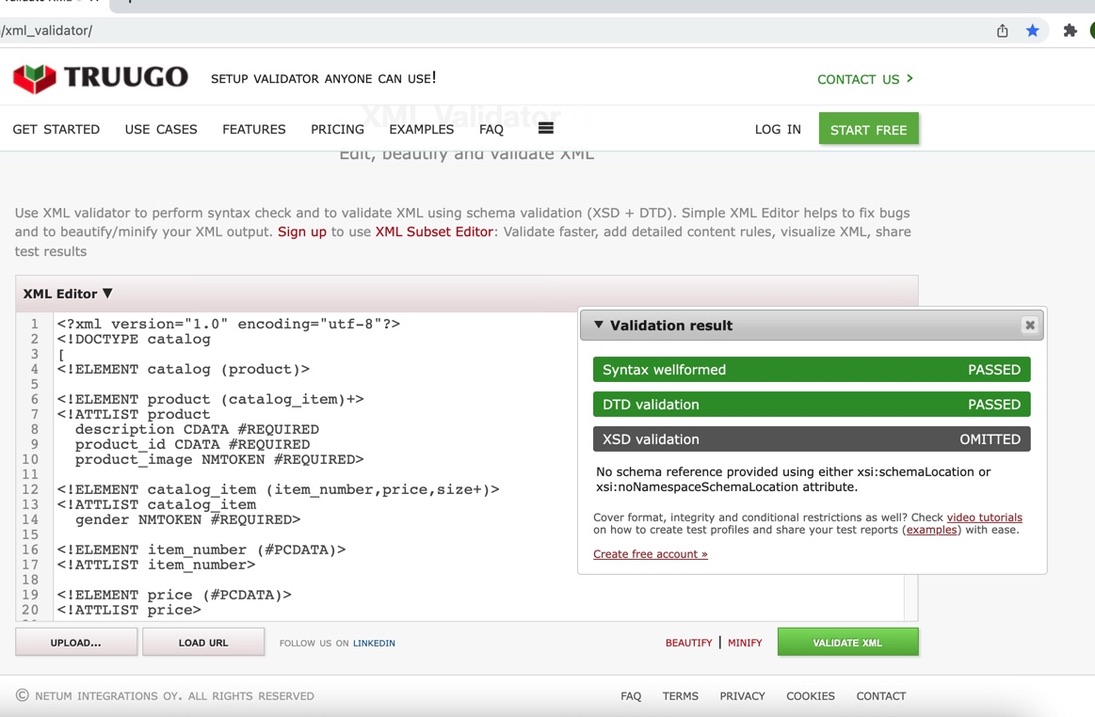 /xml_validator/
TRUUGO
SETUP VALIDATOR ANYONE CAN USE!
CONTACT US >
XML Validator
GET STARTED USE CASES FEATURES PRICING EXAMPLES FAQ LOG IN START FREE
Edit, beautify and validate XML
Use XML validator to perform syntax check and to validate XML using schema validation (XSD + DTD). Simple XML Editor helps to fix bugs
and to beautify/minify your XML output. Sign up to use XML Subset Editor: Validate faster, add detailed content rules, visualize XML, share
test results
XML Editor ▼
1 <?xml version="1.0" encoding="utf-8"?>
2 <!DOCTYPE catalog
3 [
4 <!ELEMENT catalog (product)>
5
6 <!ELEMENT product (catalog_item)+>
7 <!ATTLIST product
8 description CDATA #REQUIRED
9 product_id CDATA #REQUIRED
10 product_image NMTOKEN #REQUIRED>
11
12 <!ELEMENT catalog_item (item_number,price,size+)>
13 <!ATTLIST catalog_item
14 gender NMTOKEN #REQUIRED>
15
16 <!ELEMENT item_number (#PCDATA)>
17 <!ATTLIST item_number>
18
19 <!ELEMENT price (#PCDATA)>
20 <!ATTLIST price>
▼ Validation result
Syntax wellformed PASSED
DTD validation PASSED
XSD validation OMITTED
No schema reference provided using either xsi:schemaLocation or
xsi:noNamespaceSchemaLocation attribute.
Cover format, integrity and conditional restrictions as well? Check video tutorials
on how to create test profiles and share your test reports (examples) with ease.
Create free account »
UPLOAD... LOAD URL FOLLOW US ON LINKEDIN BEAUTIFY | MINIFY VALIDATE XML
© NETUM INTEGRATIONS OY. ALL RIGHTS RESERVED FAQ TERMS PRIVACY COOKIES CONTACT